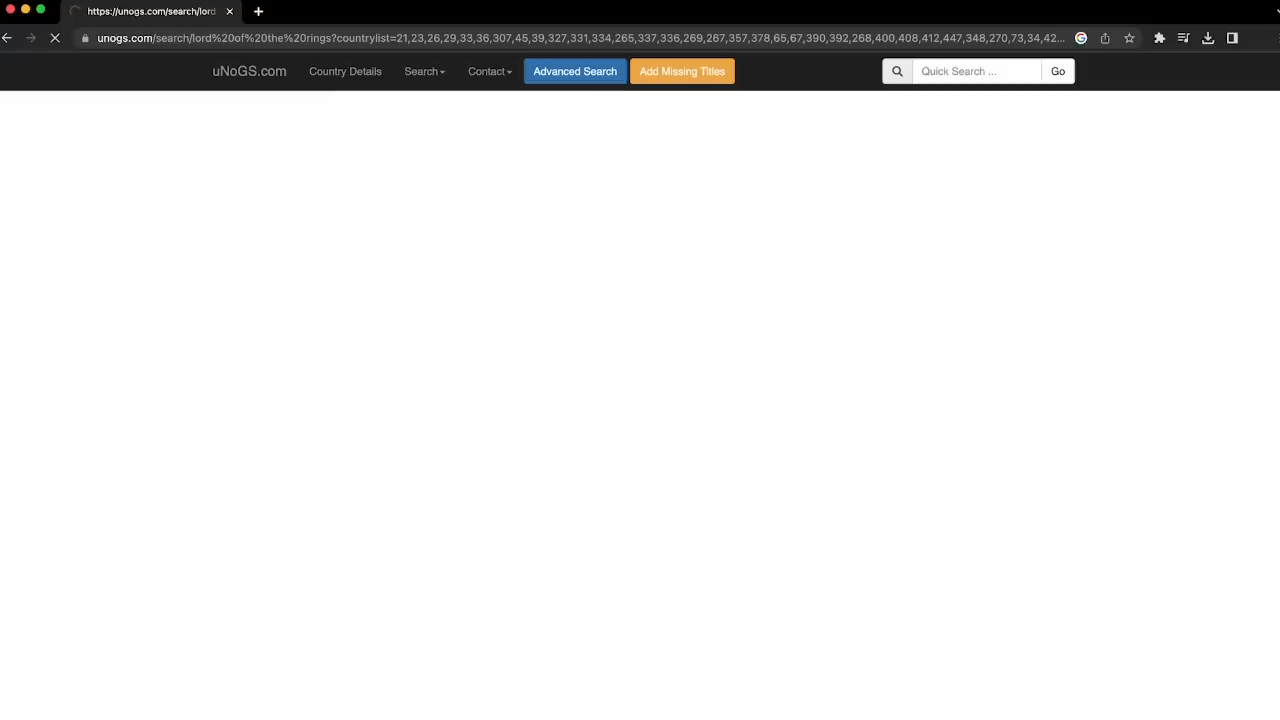 https://unogs.com/search/lord
unogs.com/search/lord%20of%20the%20rings?countrylist=21,23,26,29,33,36,307,45,39,327,331,334,265,337,336,269,267,357,378,65,67,390,392,268,400,408,412,447,348,270,73,34,42...
uNoGS.com Country Details Search Contact Advanced Search Add Missing Titles Quick Search ... Go